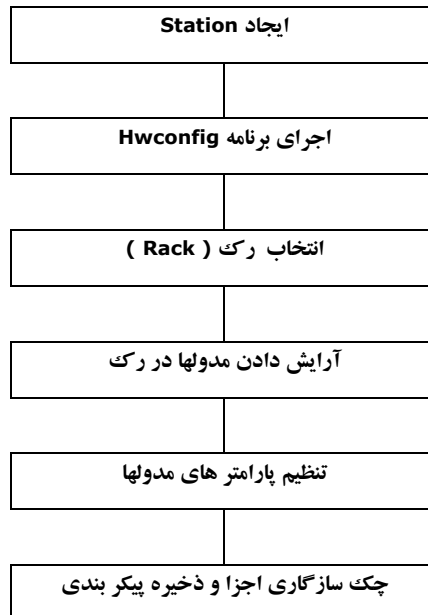 ایجاد Station
اجرای برنامه Hwconfig
انتخاب رک ( Rack )
آرایش دادن مدولها در رک
تنظیم پارامتر های مدولها
چک سازگاری اجزا و ذخیره پیکر بندی